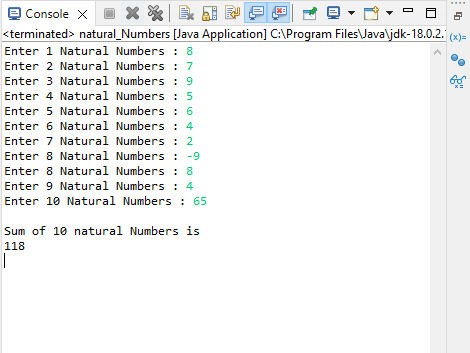 Console
<terminated> natural_Numbers [Java Application] C:\Program Files\Java\jdk-18.0.2.
Enter 1 Natural Numbers : 8
Enter 2 Natural Numbers : 7
Enter 3 Natural Numbers : 9
Enter 4 Natural Numbers : 5
Enter 5 Natural Numbers : 6
Enter 6 Natural Numbers : 4
Enter 7 Natural Numbers : 2
Enter 8 Natural Numbers : -9
Enter 8 Natural Numbers : 8
Enter 9 Natural Numbers : 4
Enter 10 Natural Numbers : 65
Sum of 10 natural Numbers is
118